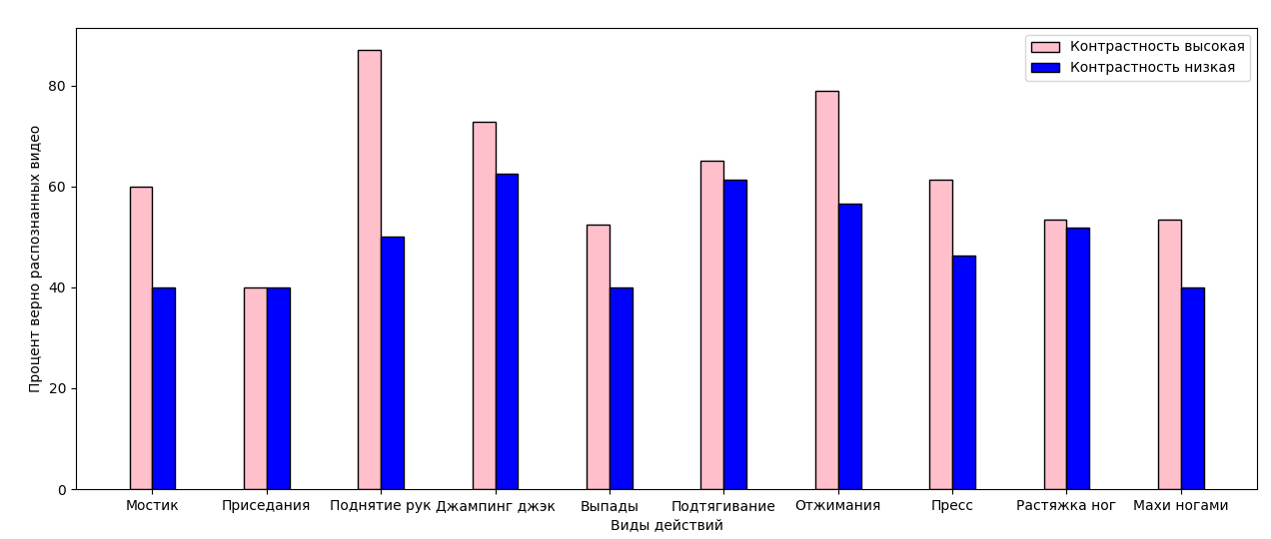 Контрастность высокая
Контрастность низкая
Процент верно распознанных видео
80
60
40
20
0
Мостик Приседания Поднятие рук Джампинг джэк Выпады Подтягивание Отжимания Пресс Растяжка ног Махи ногами
Виды действий